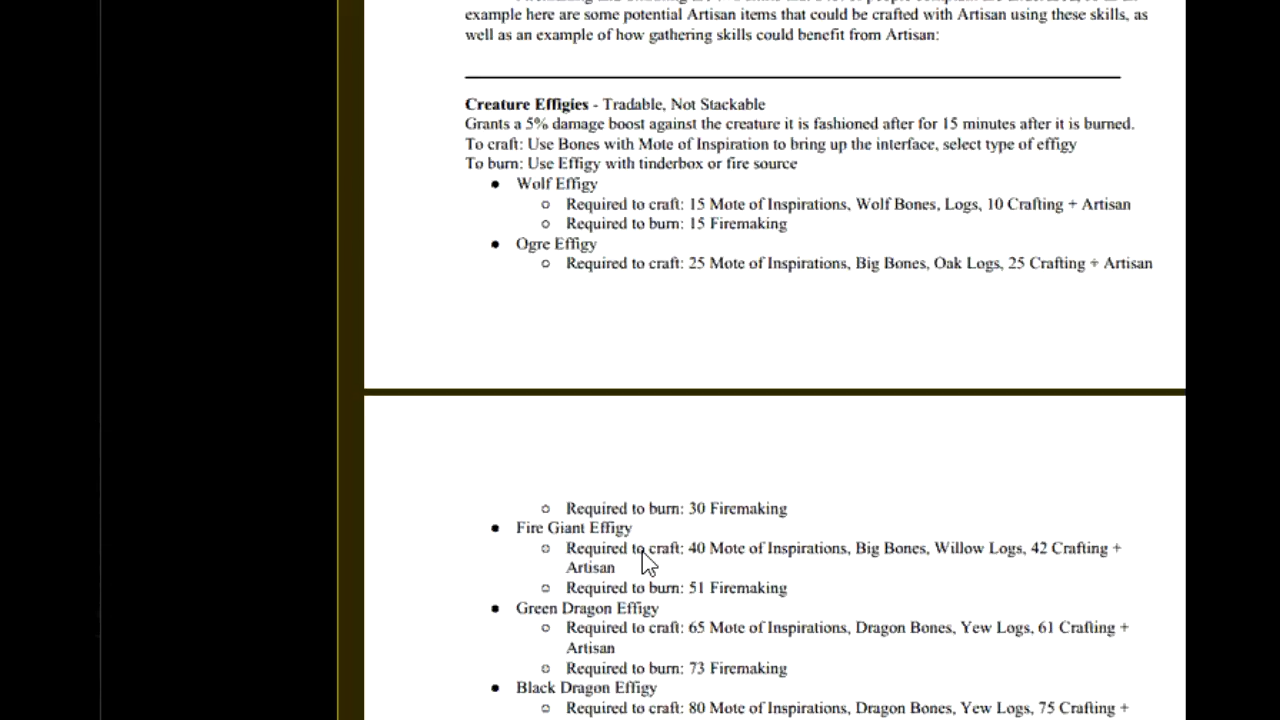 example here are some potential Artisan items that could be crafted with Artisan using these skills, as
well as an example of how gathering skills could benefit from Artisan:
Creature Effigies - Tradable, Not Stackable
Grants a 5% damage boost against the creature it is fashioned after for 15 minutes after it is burned.
To craft: Use Bones with Mote of Inspiration to bring up the interface, select type of effigy
To burn: Use Effigy with tinderbox or fire source
● Wolf Effigy
○ Required to craft: 15 Mote of Inspirations, Wolf Bones, Logs, 10 Crafting + Artisan
○ Required to burn: 15 Firemaking
● Ogre Effigy
○ Required to craft: 25 Mote of Inspirations, Big Bones, Oak Logs, 25 Crafting + Artisan
○ Required to burn: 30 Firemaking
● Fire Giant Effigy
○ Required to craft: 40 Mote of Inspirations, Big Bones, Willow Logs, 42 Crafting +
Artisan
○ Required to burn: 51 Firemaking
● Green Dragon Effigy
○ Required to craft: 65 Mote of Inspirations, Dragon Bones, Yew Logs, 61 Crafting +
Artisan
○ Required to burn: 73 Firemaking
● Black Dragon Effigy
○ Required to craft: 80 Mote of Inspirations, Dragon Bones, Yew Logs, 75 Crafting +